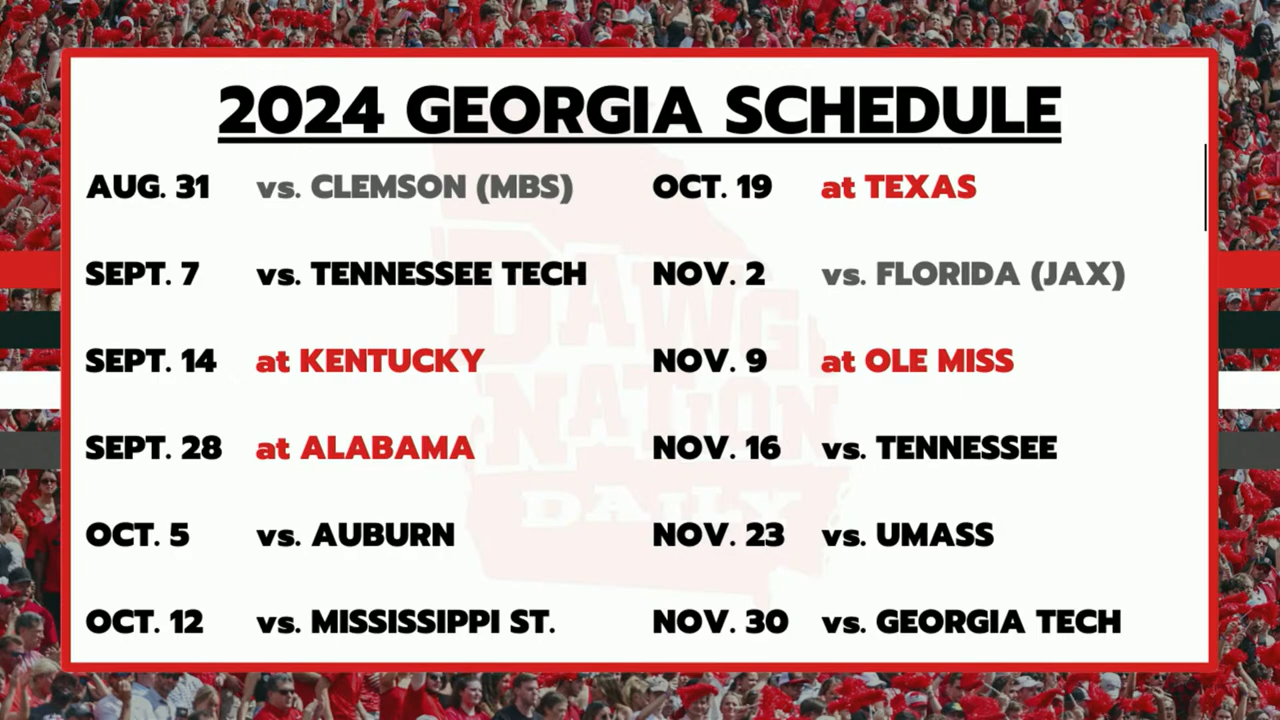 2024 GEORGIA SCHEDULE
AUG. 31 vs. CLEMSON (MBS)
SEPT. 7 vs. TENNESSEE TECH
SEPT. 14 at KENTUCKY
SEPT. 28 at ALABAMA
OCT. 5 vs. AUBURN
OCT. 12 vs. MISSISSIPPI ST.
OCT. 19 at TEXAS
NOV. 2 vs. FLORIDA (JAX)
NOV. 9 at OLE MISS
NOV. 16 vs. TENNESSEE
NOV. 23 vs. UMASS
NOV. 30 vs. GEORGIA TECH
DAWG
NATION
DAILY